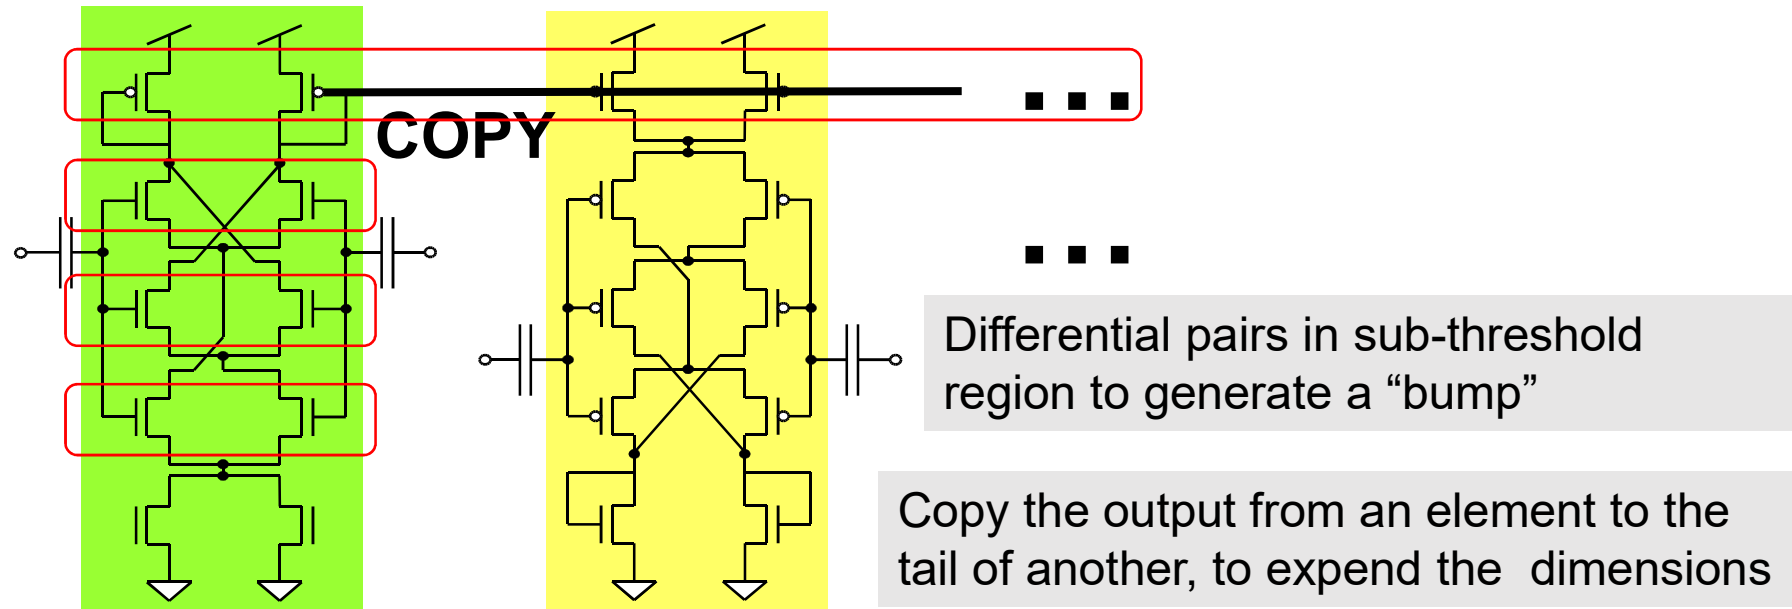 COPY
...
...
Differential pairs in sub-threshold
region to generate a “bump”
Copy the output from an element to the
tail of another, to expend the dimensions